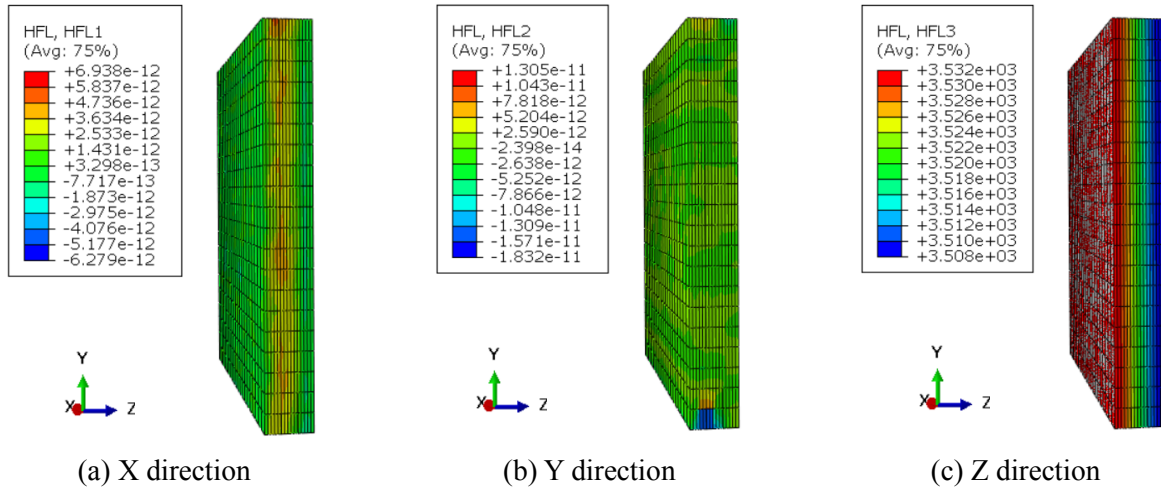 HFL, HFL1
(Avg: 75%)
+6.938e-12
+5.837e-12
+4.736e-12
+3.634e-12
+2.533e-12
+1.431e-12
+3.298e-13
-7.717e-13
-1.873e-12
-2.975e-12
-4.076e-12
-5.177e-12
-6.279e-12
Y
X
Z
(a) X direction
HFL, HFL2
(Avg: 75%)
+1.305e-11
+1.043e-11
+7.818e-12
+5.204e-12
+2.590e-12
-2.398e-14
-2.638e-12
-5.252e-12
-7.866e-12
-1.048e-11
-1.309e-11
-1.571e-11
-1.832e-11
Y
X
Z
(b) Y direction
HFL, HFL3
(Avg: 75%)
+3.532e+03
+3.530e+03
+3.528e+03
+3.526e+03
+3.524e+03
+3.522e+03
+3.520e+03
+3.518e+03
+3.516e+03
+3.514e+03
+3.512e+03
+3.510e+03
+3.508e+03
Y
X
Z
(c) Z direction